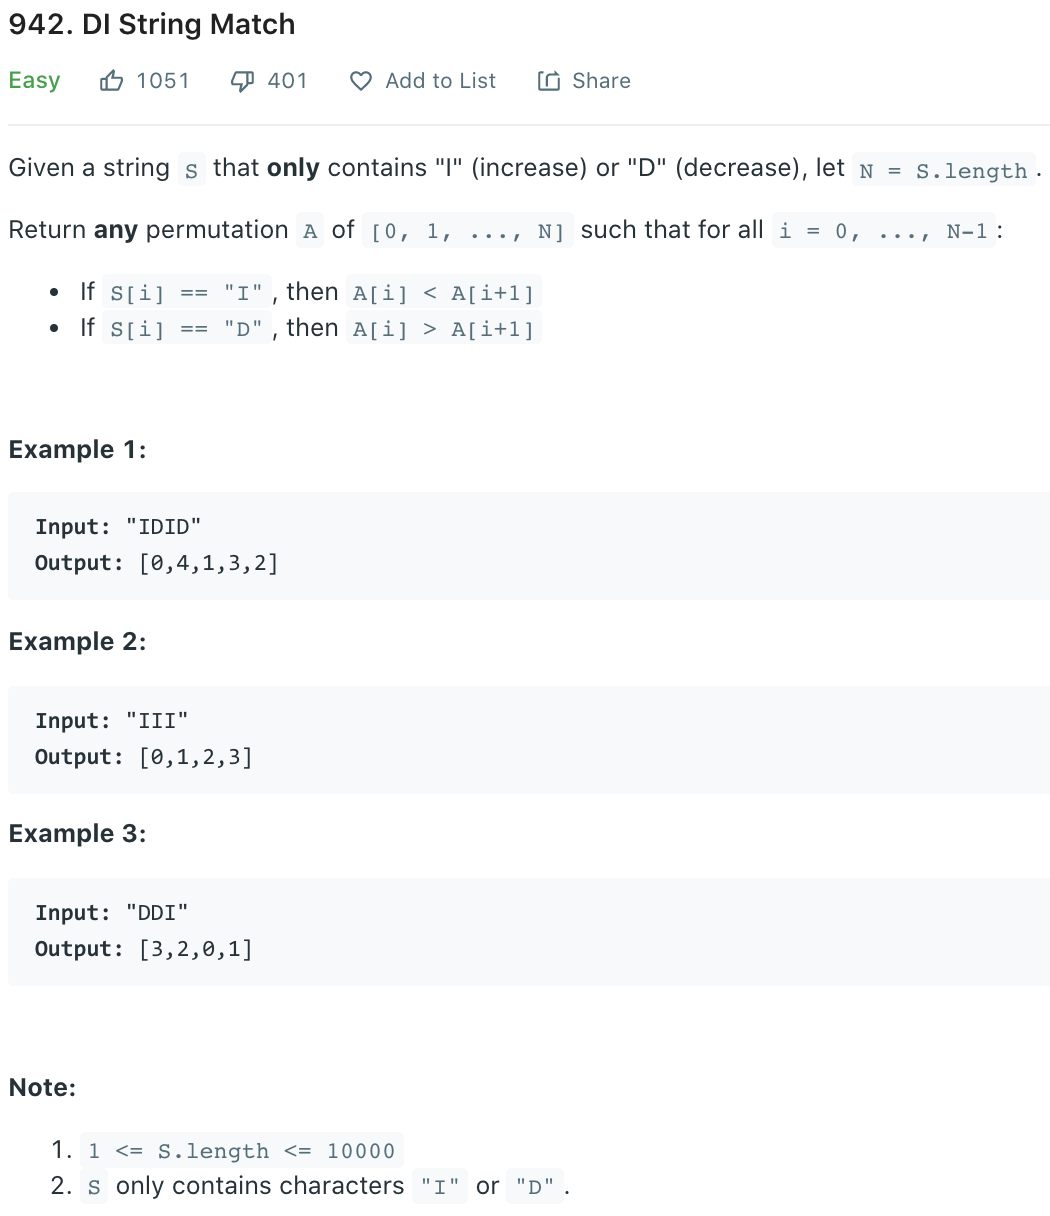 942. DI String Match
Easy 1051 401 Add to List Share
Given a string S that only contains "I" (increase) or "D" (decrease), let N = S.length.
Return any permutation A of [0, 1, ..., N] such that for all i = 0, ..., N-1:
• If S[i] == "I", then A[i] < A[i+1]
• If S[i] == "D", then A[i] > A[i+1]
Example 1:
Input: "IDID"
Output: [0,4,1,3,2]
Example 2:
Input: "III"
Output: [0,1,2,3]
Example 3:
Input: "DDI"
Output: [3,2,0,1]
Note:
1. 1 <= S.length <= 10000
2. S only contains characters "I" or "D".